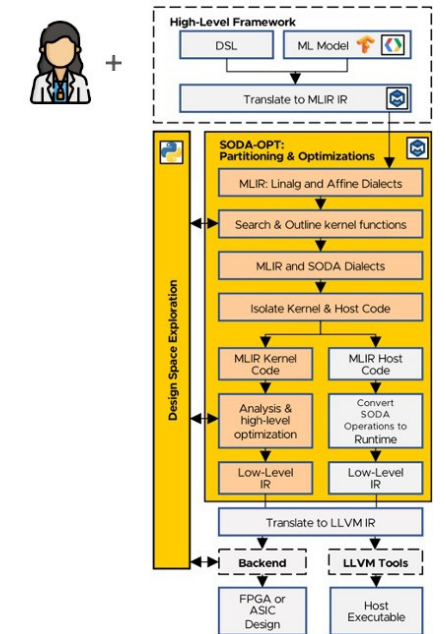 High-Level Framework
DSL
ML Model
Translate to MLIR IR
Design Space Exploration
SODA-OPT:
Partitioning & Optimizations
MLIR: Linalg and Affine Dialects
Search & Outline kernel functions
MLIR and SODA Dialects
Isolate Kernel & Host Code
MLIR Kernel
Code
MLIR Host
Code
Analysis &
high-level
optimization
Convert
SODA
Operations to
Runtime
Low-Level
IR
Low-Level
IR
Translate to LLVM IR
Backend
LLVM Tools
FPGA or
ASIC
Design
Host
Executable